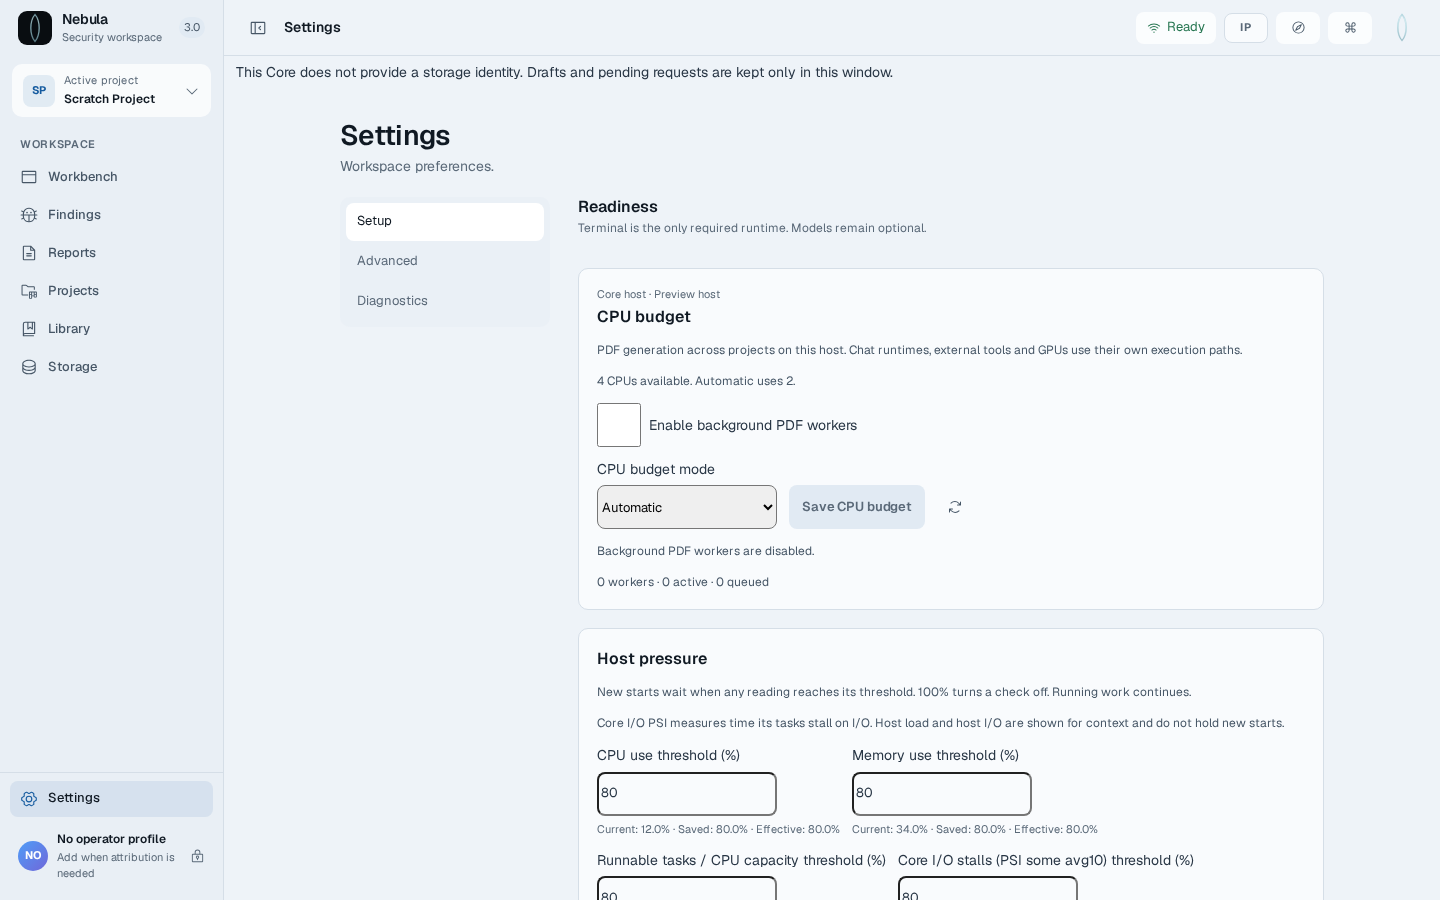 Nebula
Security workspace
3.0
Settings
Ready
IP
This Core does not provide a storage identity. Drafts and pending requests are kept only in this window.
SP
Active project
Scratch Project
WORKSPACE
Workbench
Findings
Reports
Projects
Library
Storage
Settings
NO
No operator profile
Add when attribution is
needed
Settings
Workspace preferences.
Setup
Advanced
Diagnostics
Readiness
Terminal is the only required runtime. Models remain optional.
Core host · Preview host
CPU budget
PDF generation across projects on this host. Chat runtimes, external tools and GPUs use their own execution paths.
4 CPUs available. Automatic uses 2.
Enable background PDF workers
CPU budget mode
Automatic
Save CPU budget
Background PDF workers are disabled.
0 workers · 0 active · 0 queued
Host pressure
New starts wait when any reading reaches its threshold. 100% turns a check off. Running work continues.
Core I/O PSI measures time its tasks stall on I/O. Host load and host I/O are shown for context and do not hold new starts.
CPU use threshold (%)
80
Current: 12.0% · Saved: 80.0% · Effective: 80.0%
Memory use threshold (%)
80
Current: 34.0% · Saved: 80.0% · Effective: 80.0%
Runnable tasks / CPU capacity threshold (%)
80
Core I/O stalls (PSI some avg10) threshold (%)
80